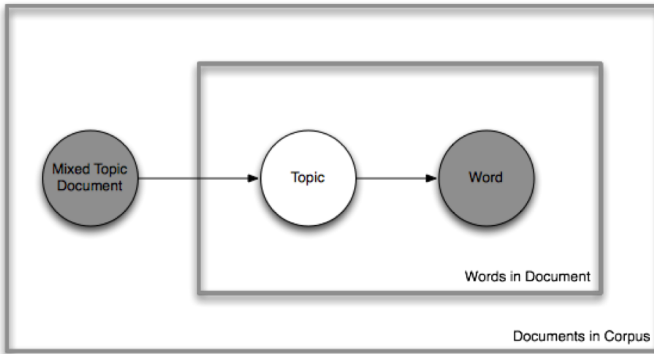 Mixed Topic
Document
Topic
Word
Words in Document
Documents in Corpus